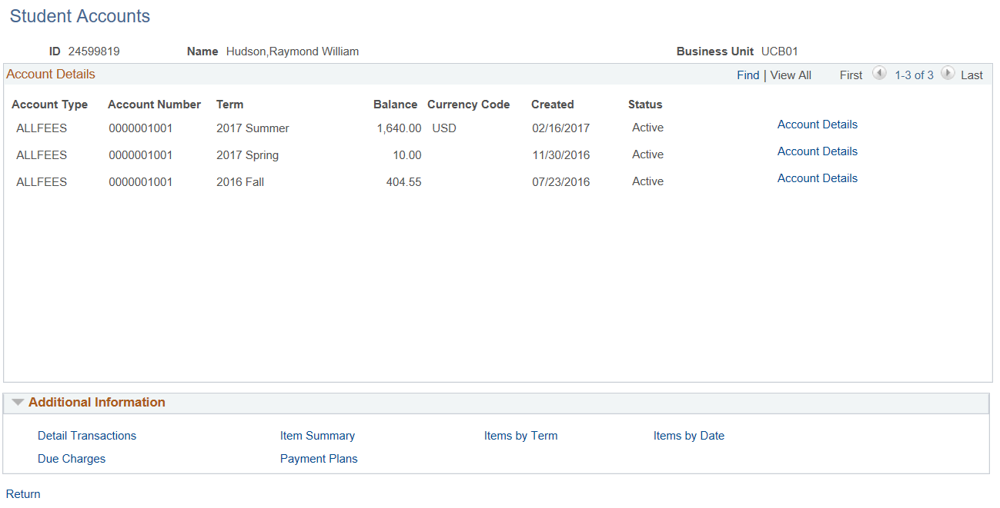 Student Accounts
ID 24599819 Name Hudson,Raymond William Business Unit UCB01
Account Details Find | View All First 1-3 of 3 Last
Account Type Account Number Term Balance Currency Code Created Status
ALLFEES 0000001001 2017 Summer 1,640.00 USD 02/16/2017 Active Account Details
ALLFEES 0000001001 2017 Spring 10.00 11/30/2016 Active Account Details
ALLFEES 0000001001 2016 Fall 404.55 07/23/2016 Active Account Details
Additional Information
Detail Transactions Item Summary Items by Term Items by Date
Due Charges Payment Plans
Return